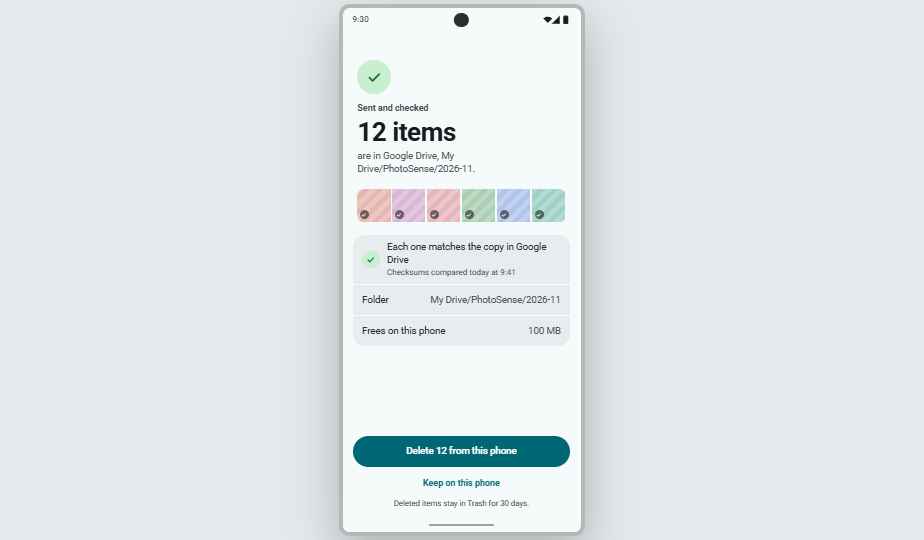 9:30
Sent and checked
12 items
are in Google Drive, My
Drive/PhotoSense/2026-11.
Each one matches the copy in Google
Drive
Checksums compared today at 9:41
Folder My Drive/PhotoSense/2026-11
Frees on this phone 100 MB
Delete 12 from this phone
Keep on this phone
Deleted items stay in Trash for 30 days.